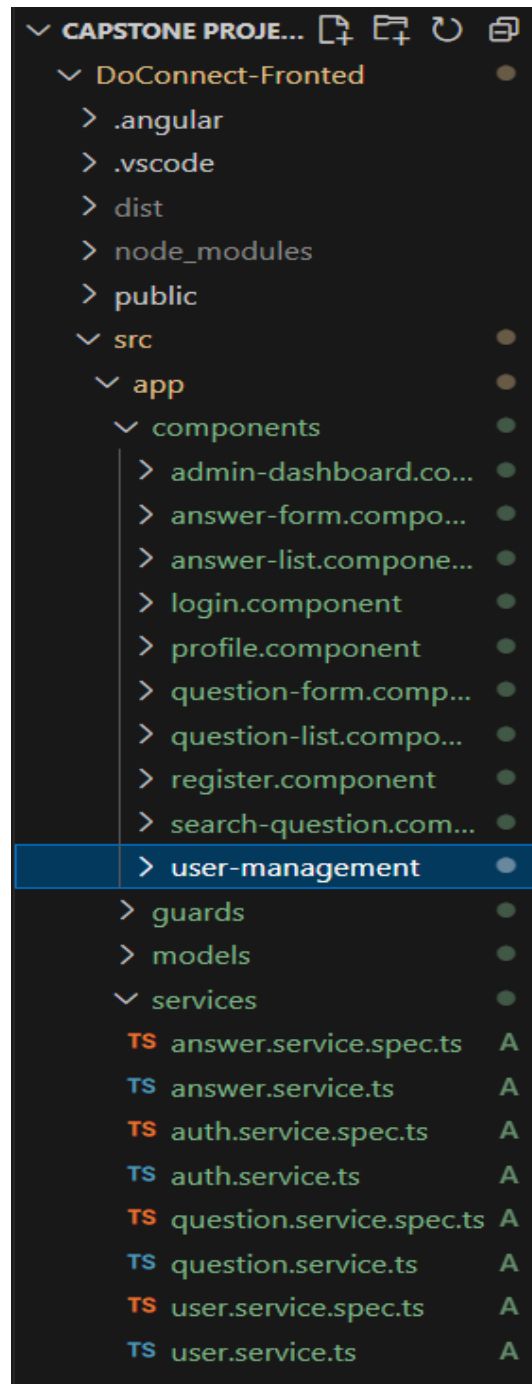 CAPSTONE PROJE...
DoConnect-Fronted
.angular
.vscode
dist
node_modules
public
src
app
components
admin-dashboard.co...
answer-form.compo...
answer-list.compone...
login.component
profile.component
question-form.comp...
question-list.compo...
register.component
search-question.com...
user-management
guards
models
services
TS answer.service.spec.ts A
TS answer.service.ts A
TS auth.service.spec.ts A
TS auth.service.ts A
TS question.service.spec.ts A
TS question.service.ts A
TS user.service.spec.ts A
TS user.service.ts A